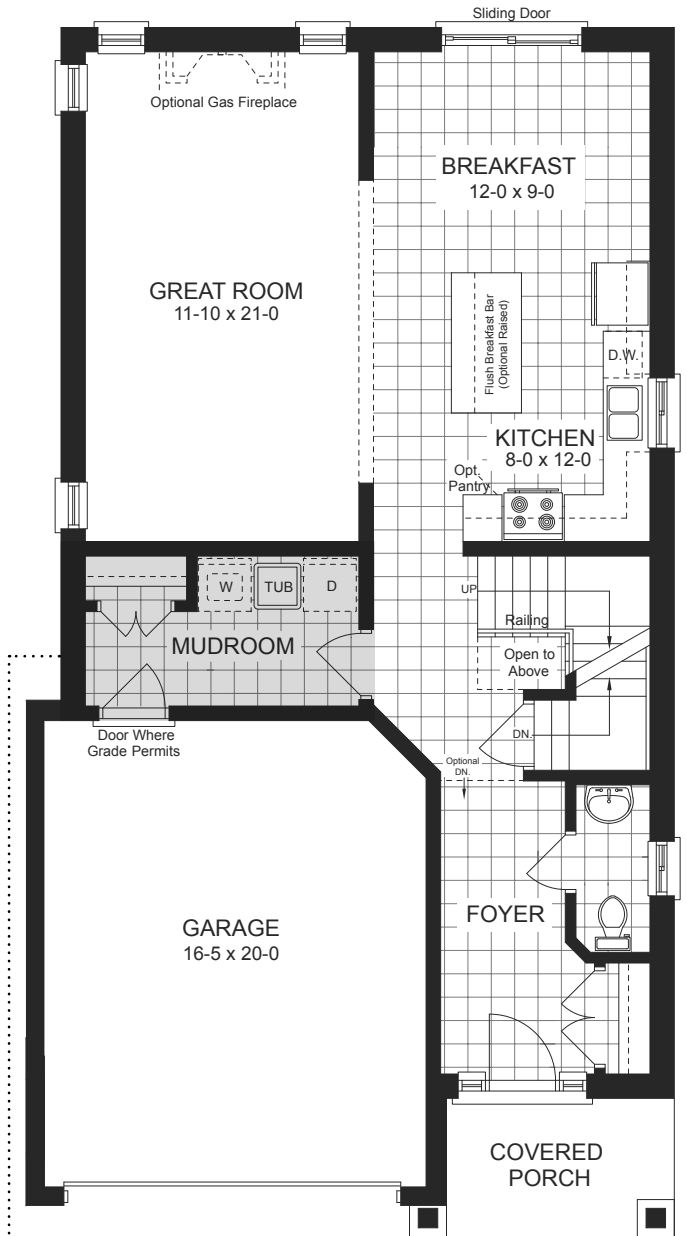 Sliding Door
Optional Gas Fireplace
BREAKFAST
12-0 x 9-0
GREAT ROOM
11-10 x 21-0
Flush Breakfast Bar
(Optional Raised)
D.W.
KITCHEN
8-0 x 12-0
Opt.
Pantry
W
TUB
D
UP
MUDROOM
Railing
Open to
Above
Door Where
Grade Permits
DN.
Optional
DN.
FOYER
GARAGE
16-5 x 20-0
COVERED
PORCH